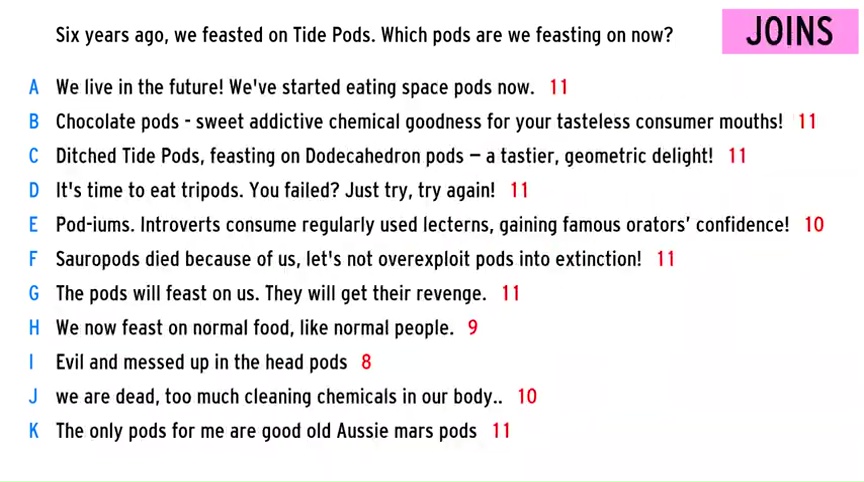 Six years ago, we feasted on Tide Pods. Which pods are we feasting on now?
JOINS
A We live in the future! We've started eating space pods now. 11
B Chocolate pods - sweet addictive chemical goodness for your tasteless consumer mouths! 11
C Ditched Tide Pods, feasting on Dodecahedron pods – a tastier, geometric delight! 11
D It's time to eat tripods. You failed? Just try, try again! 11
E Pod-iums. Introverts consume regularly used lecterns, gaining famous orators’ confidence! 10
F Sauropods died because of us, let's not overexploit pods into extinction! 11
G The pods will feast on us. They will get their revenge. 11
H We now feast on normal food, like normal people. 9
I Evil and messed up in the head pods 8
J we are dead, too much cleaning chemicals in our body.. 10
K The only pods for me are good old Aussie mars pods 11